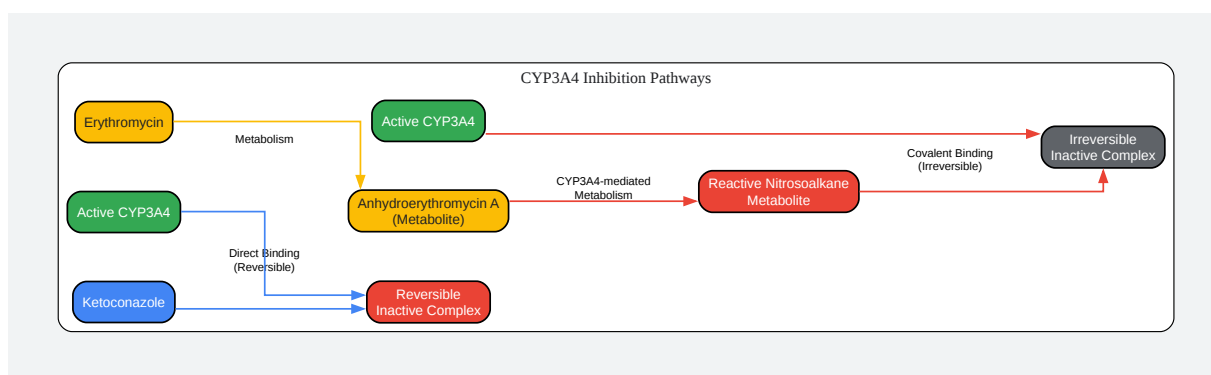 CYP3A4 Inhibition Pathways
Erythromycin
Metabolism
Active CYP3A4
Irreversible
Inactive Complex
Covalent Binding
(Irreversible)
Active CYP3A4
Anhydroerythromycin A
(Metabolite)
CYP3A4-mediated
Metabolism
Reactive Nitrosoalkane
Metabolite
Direct Binding
(Reversible)
Ketoconazole
Reversible
Inactive Complex